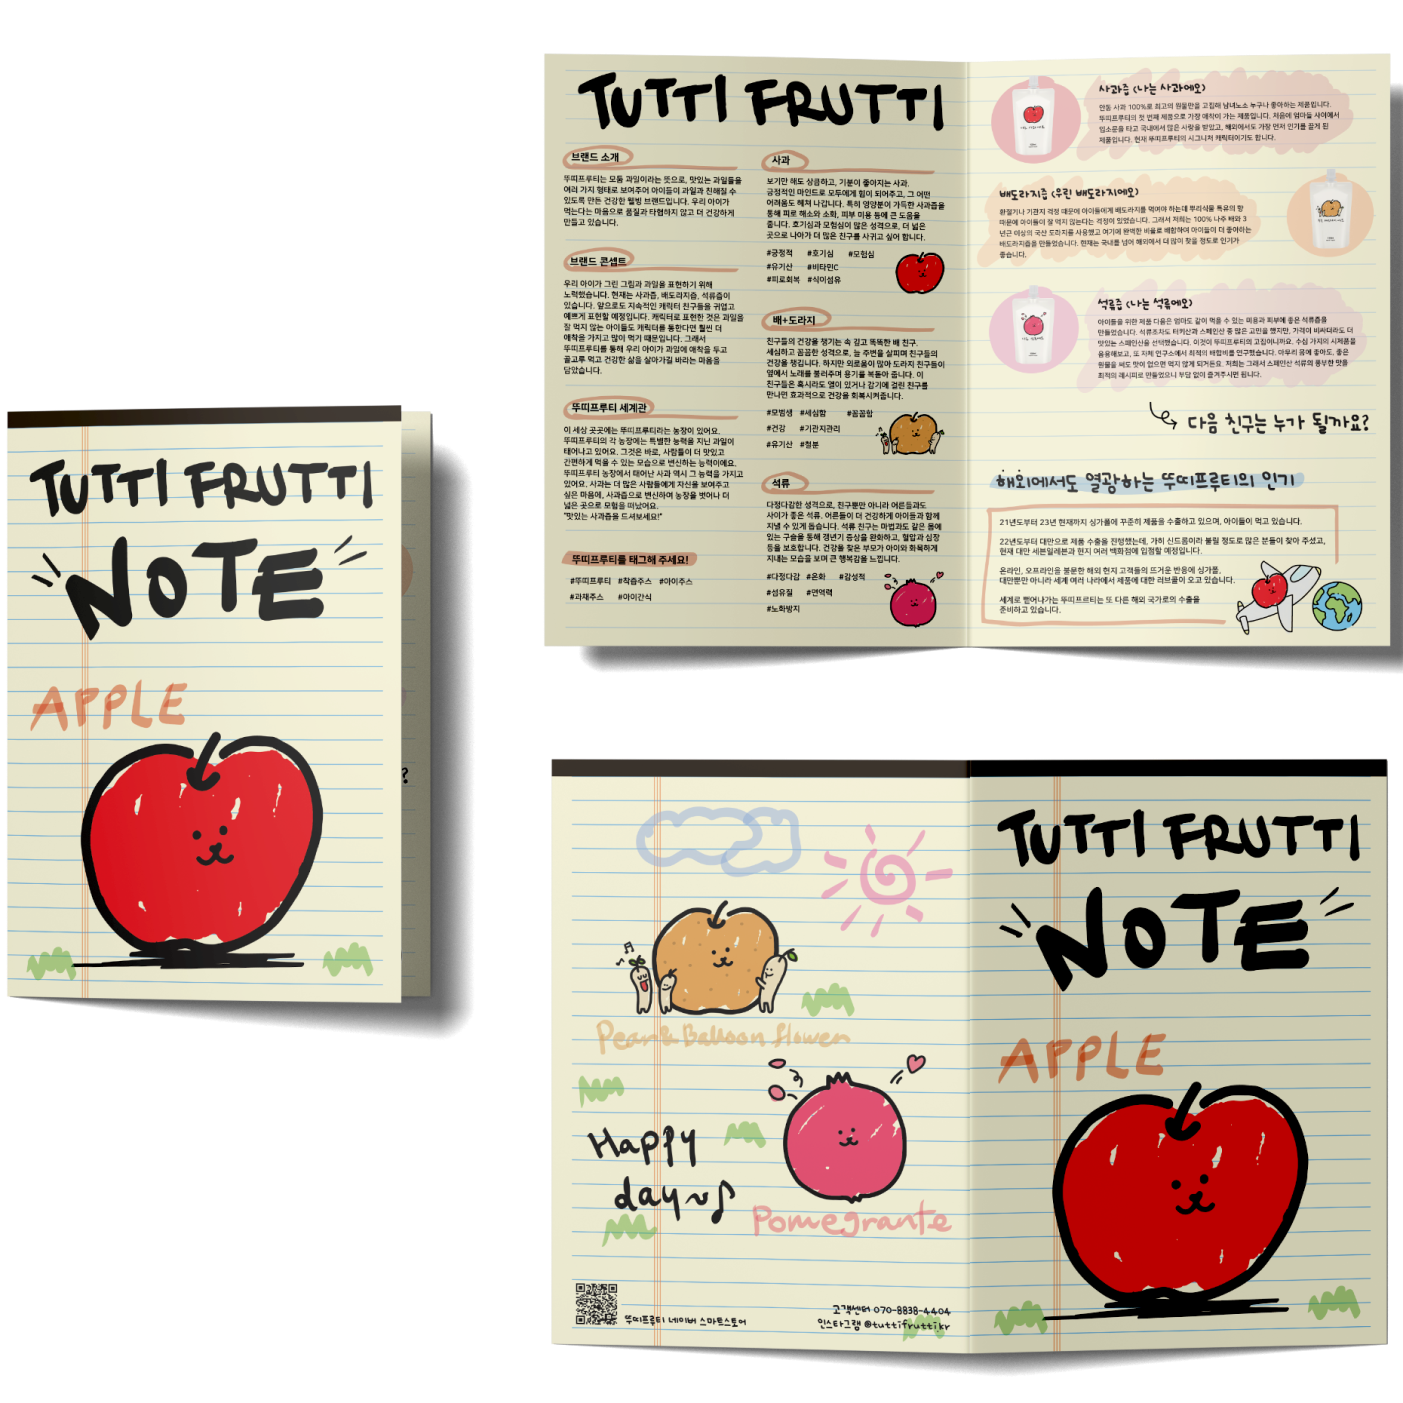 TUTTI FRUTTI
NOTE
APPLE
?
TUTTI FRUTTI
브랜드 소개
뚜띠프루티는 모둠 과일이라는 뜻으로, 맛있는 과일들을
여러 가지 형태로 보여주어 아이들이 과일과 친해질 수
있도록 만든 건강한 웰빙 브랜드입니다. 우리 아이가
먹는다는 마음으로 품질과 타협하지 않고 더 건강하게
만들고 있습니다.
브랜드 콘셉트
우리 아이가 그린 그림과 과일을 표현하기 위해
노력했습니다. 현재는 사과즙, 배도라지즙, 석류즙이
있습니다. 앞으로도 지속적인 캐릭터 친구들을 귀엽고
예쁘게 표현할 예정입니다. 캐릭터로 표현한 것은 과일을
잘 먹지 않는 아이들도 캐릭터를 통한다면 훨씬 더
애착을 가지고 많이 먹기 때문입니다. 그래서
뚜띠프루티를 통해 우리 아이가 과일에 애착을 두고
골고루 먹고 건강한 삶을 살아가길 바라는 마음을
담았습니다.
뚜띠프루티 세계관
이 세상 곳곳에는 뚜띠프루티라는 농장이 있어요.
뚜띠프루티의 각 농장에는 특별한 능력을 지닌 과일이
태어나고 있어요. 그것은 바로, 사람들이 더 맛있고
간편하게 먹을 수 있는 모습으로 변신하는 능력이에요.
뚜띠프루티 농장에서 태어난 사과 역시 그 능력을 가지고
있어요. 사과는 더 많은 사람들에게 자신을 보여주고
싶은 마음에, 사과즙으로 변신하여 농장을 벗어나 더
넓은 곳으로 모험을 떠났어요.
"맛있는 사과즙을 드셔보세요!"
뚜띠프루티를 태그해 주세요!
#뚜띠프루티 #착즙주스 #아이주스
#과채주스 #아이간식
사과
보기만 해도 상큼하고, 기분이 좋아지는 사과.
긍정적인 마인드로 모두에게 힘이 되어주고, 그 어떤
어려움도 헤쳐 나갑니다. 특히 영양분이 가득한 사과즙을
통해 피로 해소와 소화, 피부 미용 등에 큰 도움을
줍니다. 호기심과 모험심이 많은 성격으로, 더 넓은
곳으로 나아가 더 많은 친구를 사귀고 싶어 합니다.
#긍정적 #호기심 #모험심
#유기산 #비타민C
#피로회복 #식이섬유
배+도라지
친구들의 건강을 챙기는 속 깊고 똑똑한 배 친구.
세심하고 꼼꼼한 성격으로, 늘 주변을 살피며 친구들의
건강을 챙깁니다. 하지만 외로움이 많아 도라지 친구들이
옆에서 노래를 불러주며 용기를 북돋아 줍니다. 이
친구들은 혹시라도 열이 있거나 감기에 걸린 친구를
만나면 효과적으로 건강을 회복시켜줍니다.
#모범생 #세심함 #꼼꼼함
#건강 #기관지관리
#유기산 #철분
석류
다정다감한 성격으로, 친구뿐만 아니라 어른들과도
사이가 좋은 석류. 어른들이 더 건강하게 아이들과 함께
지낼 수 있게 돕습니다. 석류 친구는 마법과도 같은 몸에
있는 구슬을 통해 갱년기 증상을 완화하고, 혈압과 심장
등을 보호합니다. 건강을 찾은 부모가 아이와 화목하게
지내는 모습을 보며 큰 행복감을 느낍니다.
#다정다감 #온화 #감성적
#섬유질 #면역력
#노화방지
사과즙 (나는 사과에오)
안동 사과 100%로 최고의 원물만을 고집해 남녀노소 누구나 좋아하는 제품입니다.
뚜띠프루티의 첫 번째 제품으로 가장 애착이 가는 제품입니다. 처음에 엄마들 사이에서
입소문을 타고 국내에서 많은 사랑을 받았고, 해외에서도 가장 먼저 인기를 끌게 된
제품입니다. 현재 뚜띠프루티의 시그니처 캐릭터이기도 합니다.
배도라지즙 (우린 배도라지에오)
환절기나 기관지 걱정 때문에 아이들에게 배도라지를 먹여야 하는데 뿌리식물 특유의 향
때문에 아이들이 잘 먹지 않는다는 걱정이 있었습니다. 그래서 저희는 100% 나주 배와 3
년근 이상의 국산 도라지를 사용했고 여기에 완벽한 비율로 배합하여 아이들이 더 좋아하는
배도라지즙을 만들었습니다. 현재는 국내를 넘어 해외에서 더 많이 찾을 정도로 인기가
좋습니다.
석류즙 (나는 석류에오)
아이들을 위한 제품 다음은 엄마도 같이 먹을 수 있는 미용과 피부에 좋은 석류즙을
만들었습니다. 석류조차도 터키산과 스페인산 중 많은 고민을 했지만, 가격이 비싸더라도 더
맛있는 스페인산을 선택했습니다. 이것이 뚜띠프루티의 고집이니까요. 수십 가지의 시제품을
음용해보고, 또 자체 연구소에서 최적의 배합비를 연구했습니다. 아무리 몸에 좋아도, 좋은
원물을 써도 맛이 없으면 먹지 않게 되거든요. 저희는 그래서 스페인산 석류의 풍부한 맛을
최적의 레시피로 만들었으니 부담 없이 즐겨주시면 됩니다.
다음 친구는 누가 될까요?
해외에서도 열광하는 뚜띠프루티의 인기
21년도부터 23년 현재까지 싱가폴에 꾸준히 제품을 수출하고 있으며, 아이들이 먹고 있습니다.
22년도부터 대만으로 제품 수출을 진행했는데, 가히 신드롬이라 불릴 정도로 많은 분들이 찾아 주셨고,
현재 대만 세븐일레븐과 현지 여러 백화점에 입점할 예정입니다.
온라인, 오프라인을 불문한 해외 현지 고객들의 뜨거운 반응에 싱가폴,
대만뿐만 아니라 세계 여러 나라에서 제품에 대한 러브콜이 오고 있습니다.
세계로 뻗어나가는 뚜띠프르티는 또 다른 해외 국가로의 수출을
준비하고 있습니다.
Pear & Balloon flower
Happy
day~♪
Pomegrante
뚜띠프루티 네이버 스마트스토어
고객센터 070-8838-4404
인스타그램 @tuttifruttikr
TUTTI FRUTTI
NOTE
APPLE